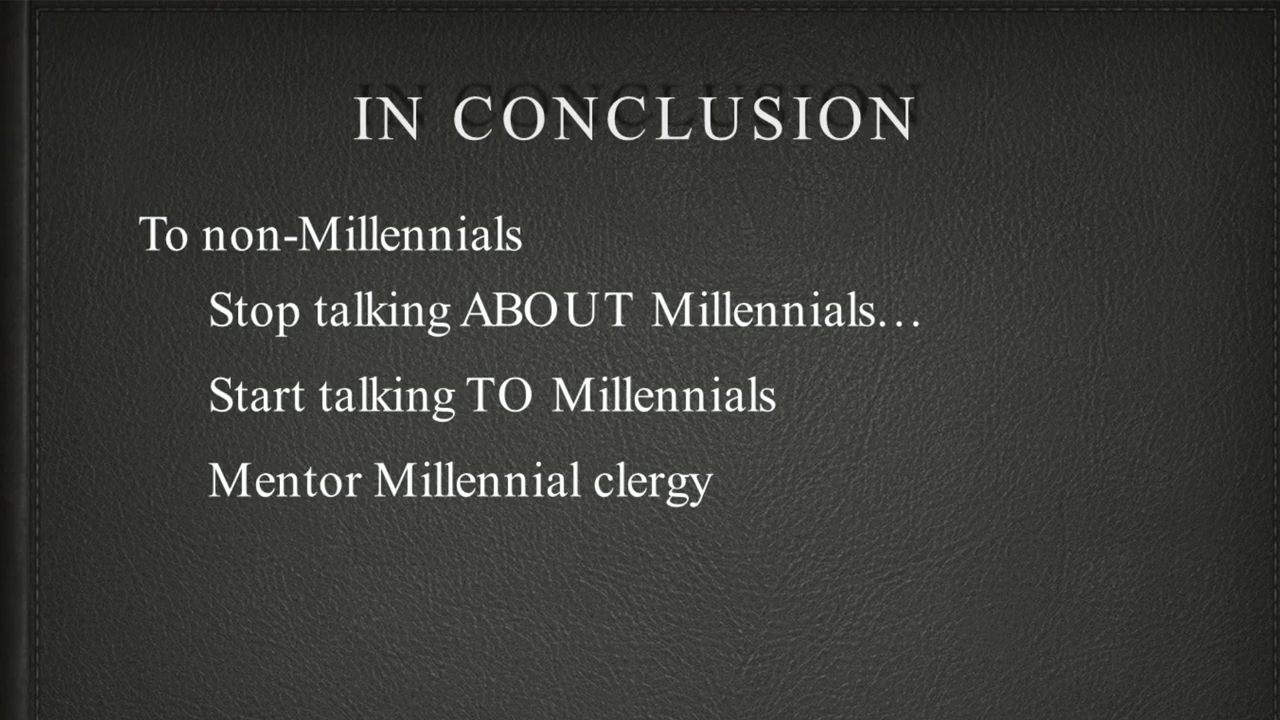 IN CONCLUSION
To non-Millennials
Stop talking ABOUT Millennials…
Start talking TO Millennials
Mentor Millennial clergy